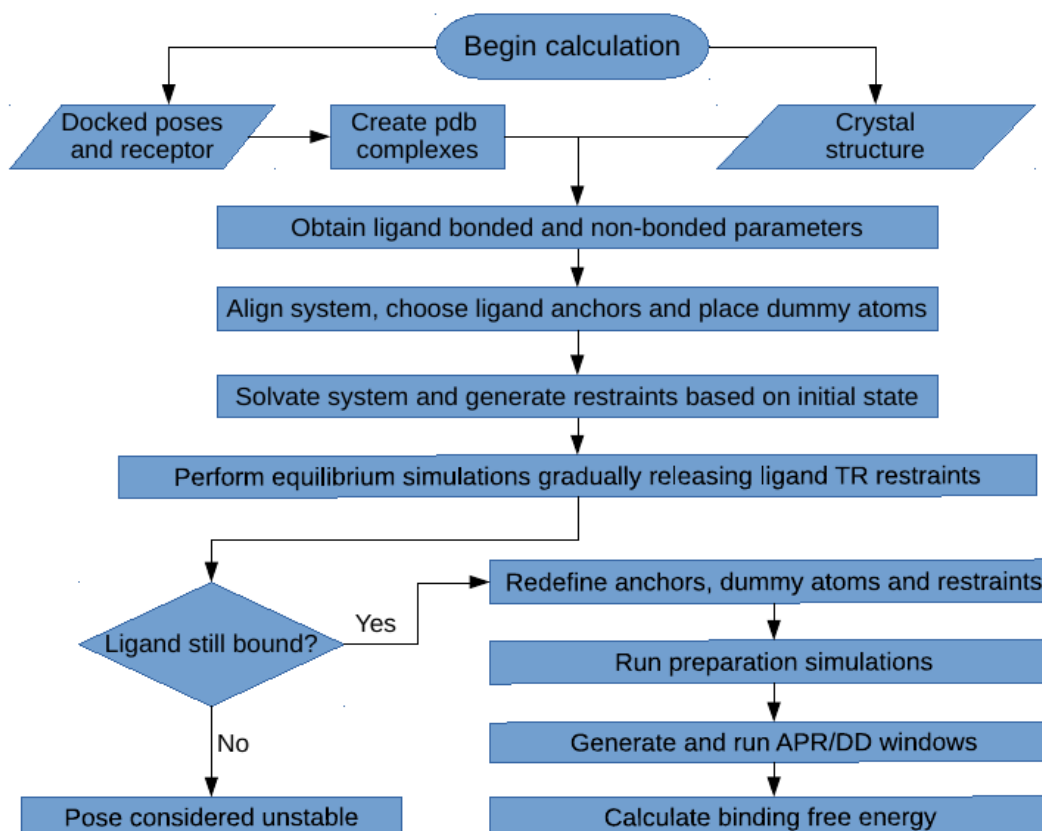 Begin calculation
Docked poses
and receptor
Create pdb
complexes
Crystal
structure
Obtain ligand bonded and non-bonded parameters
Align system, choose ligand anchors and place dummy atoms
Solvate system and generate restraints based on initial state
Perform equilibrium simulations gradually releasing ligand TR restraints
Ligand still bound?
Yes
No
Pose considered unstable
Redefine anchors, dummy atoms and restraints
Run preparation simulations
Generate and run APR/DD windows
Calculate binding free energy